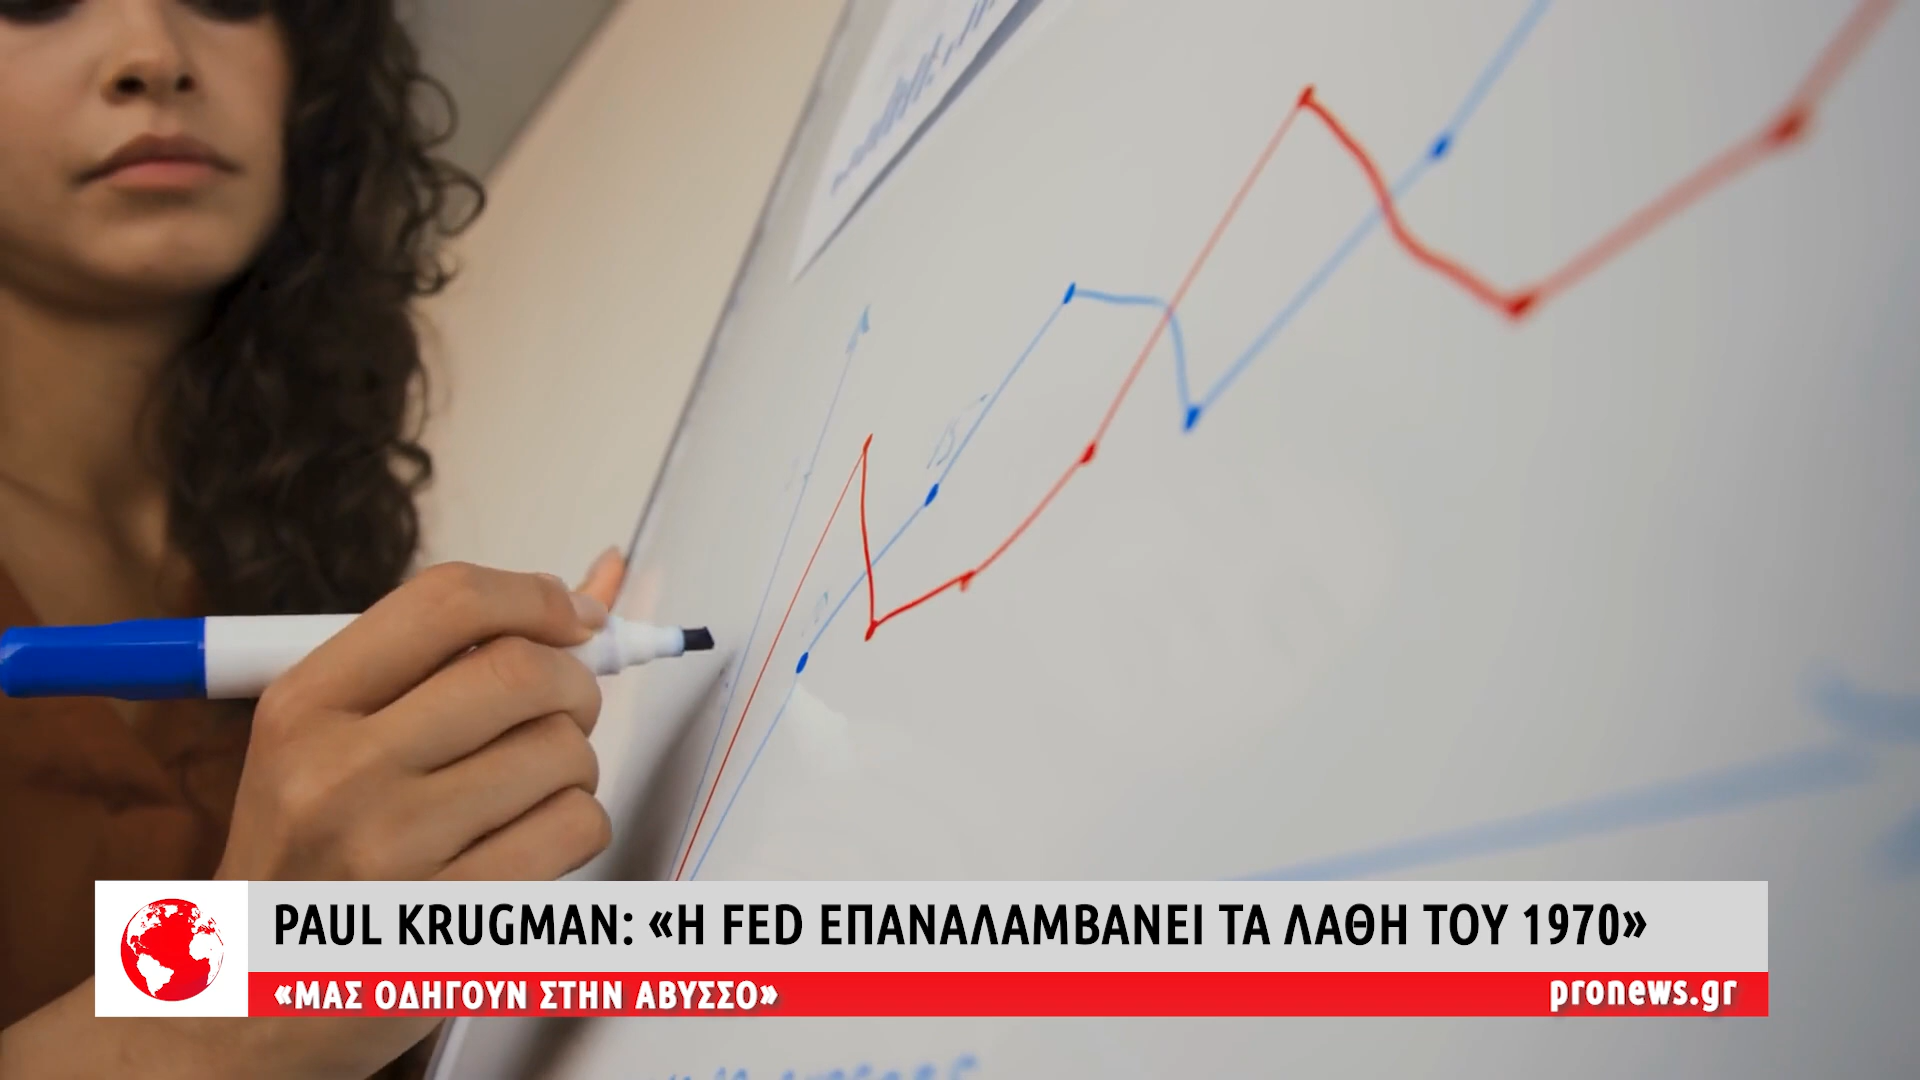 PAUL KRUGMAN: «Η FED ΕΠΑΝΑΛΑΜΒΑΝΕΙ ΤΑ ΛΑΘΗ ΤΟΥ 1970»
«ΜΑΣ ΟΔΗΓΟΥΝ ΣΤΗΝ ΑΒΥΣΣΟ»
pronews.gr